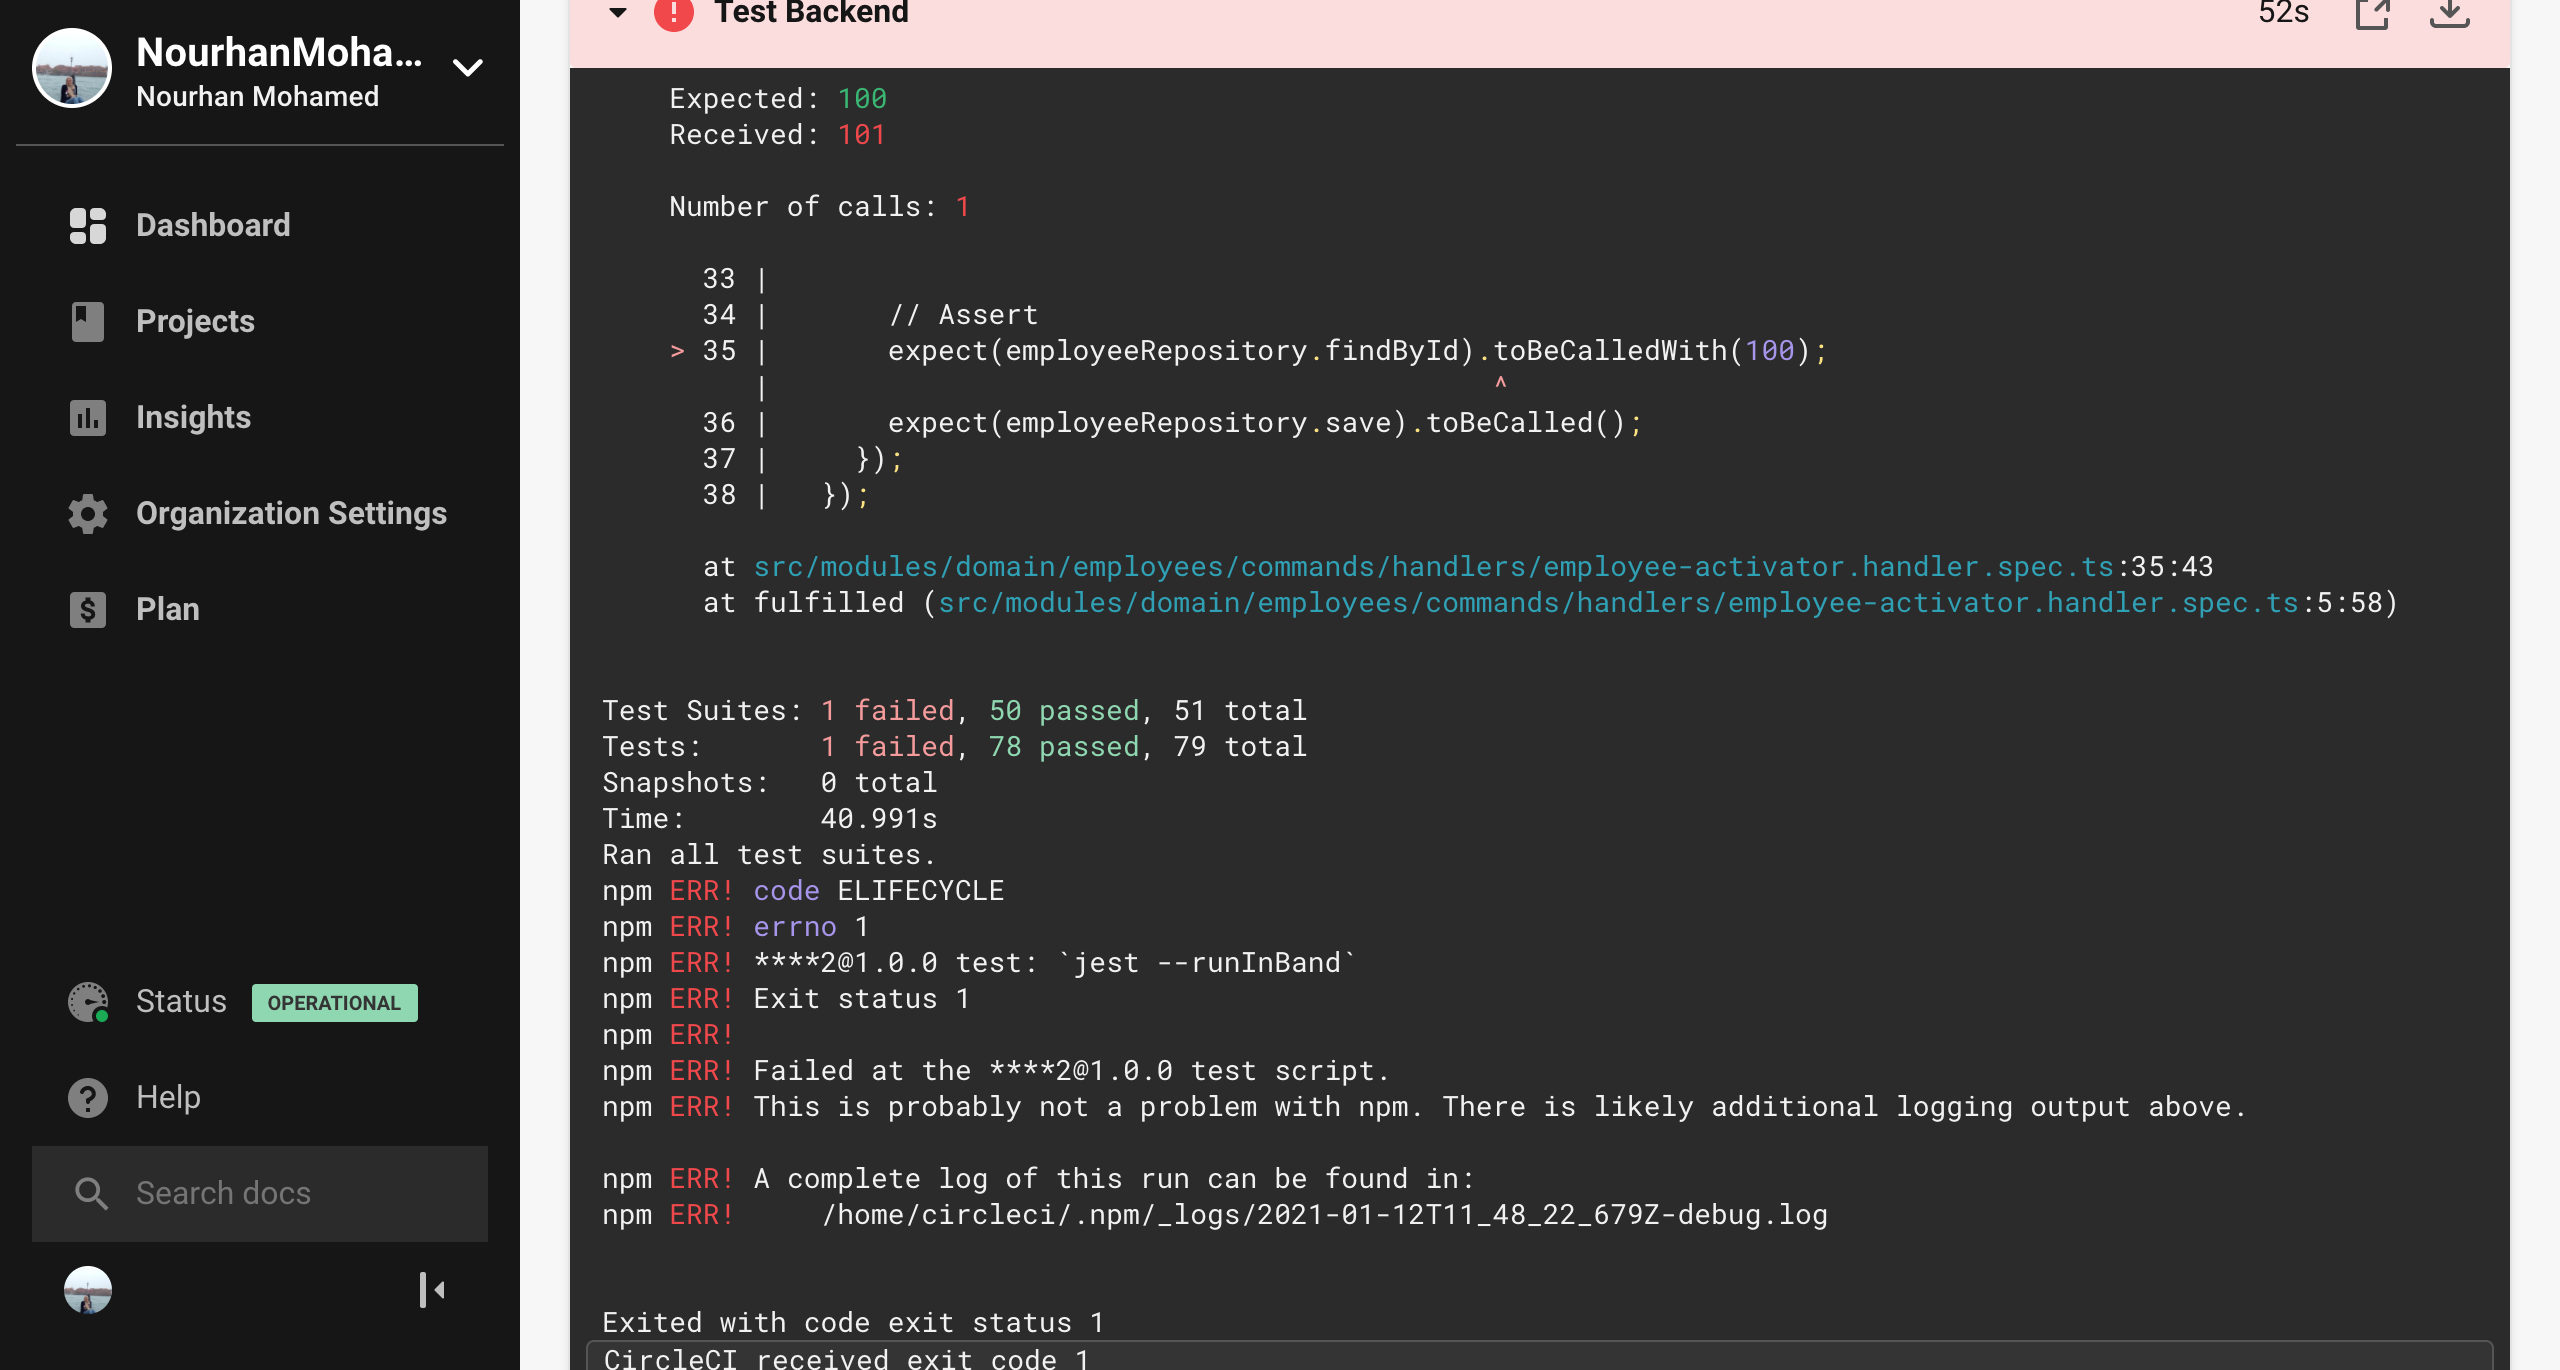 NourhanMoha...
Nourhan Mohamed
Dashboard
Projects
Insights
Organization Settings
Plan
Status OPERATIONAL
Help
Search docs
Test Backend 52s
Expected: 100
Received: 101
Number of calls: 1
33 |
34 | // Assert
> 35 | expect(employeeRepository.findById).toBeCalledWith(100);
| ^
36 | expect(employeeRepository.save).toBeCalled();
37 | });
38 | });
at src/modules/domain/employees/commands/handlers/employee-activator.handler.spec.ts:35:43
at fulfilled (src/modules/domain/employees/commands/handlers/employee-activator.handler.spec.ts:5:58)
Test Suites: 1 failed, 50 passed, 51 total
Tests: 1 failed, 78 passed, 79 total
Snapshots: 0 total
Time: 40.991s
Ran all test suites.
npm ERR! code ELIFECYCLE
npm ERR! errno 1
npm ERR! ****2@1.0.0 test: `jest --runInBand`
npm ERR! Exit status 1
npm ERR!
npm ERR! Failed at the ****2@1.0.0 test script.
npm ERR! This is probably not a problem with npm. There is likely additional logging output above.
npm ERR! A complete log of this run can be found in:
npm ERR! /home/circleci/.npm/_logs/2021-01-12T11_48_22_679Z-debug.log
Exited with code exit status 1
CircleCI received exit code 1